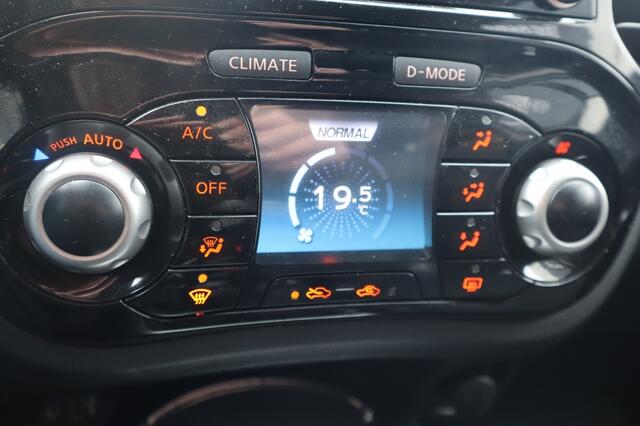 CLIMATE
D-MODE
PUSH AUTO
A/C
NORMAL
OFF
19.5
°C